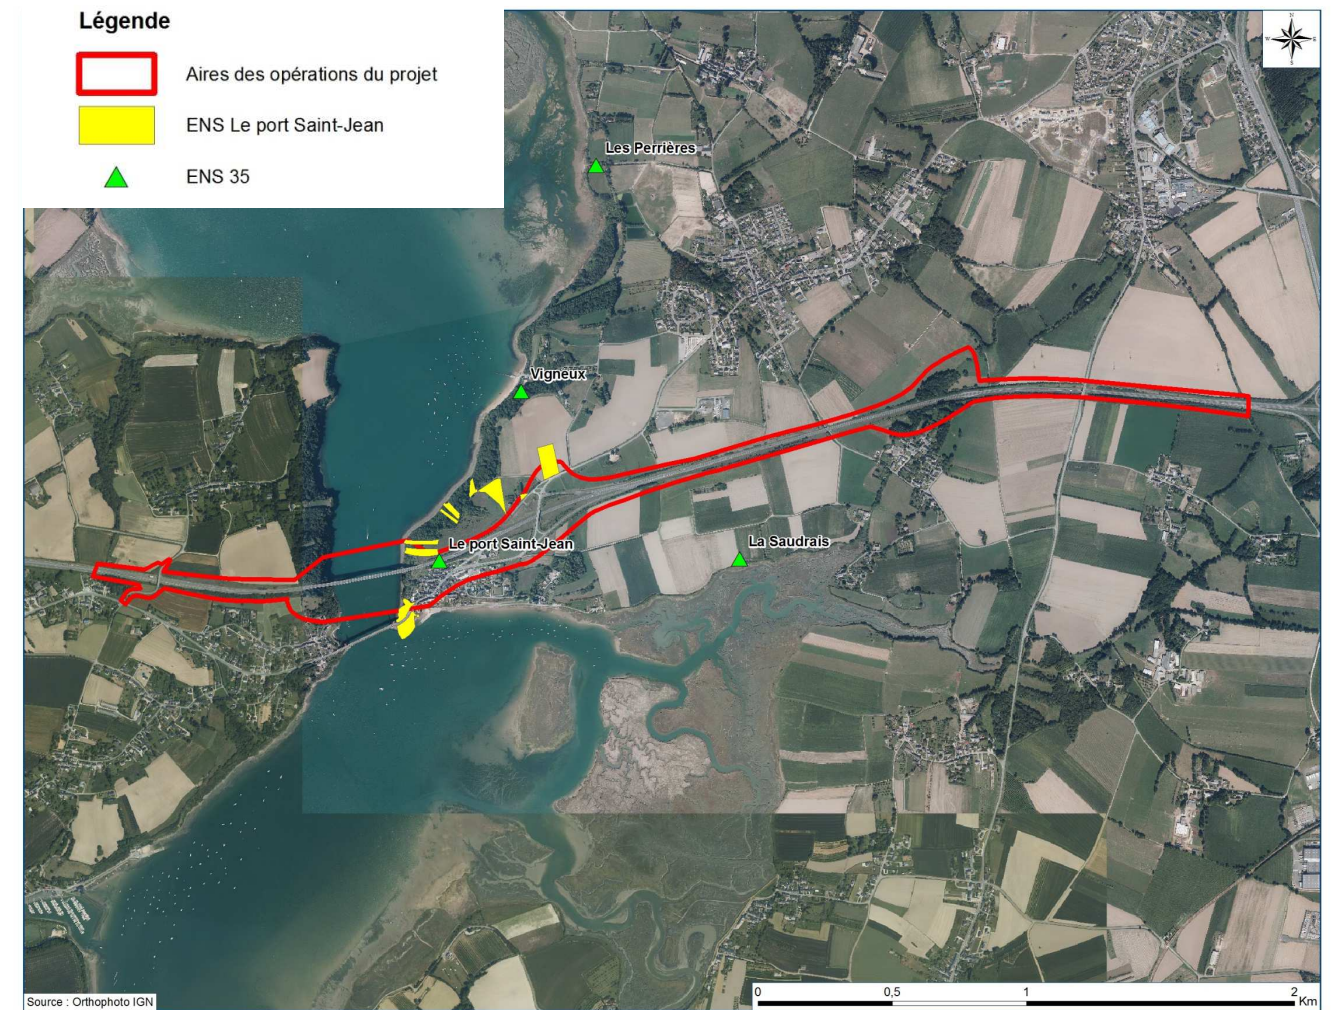 Légende
Aires des opérations du projet
ENS Le port Saint-Jean
ENS 35
N
W E
S
Les Perrières
Vigneux
Le port Saint-Jean
La Saudrais
Source : Orthophoto IGN
0 0,5 1 2
Km